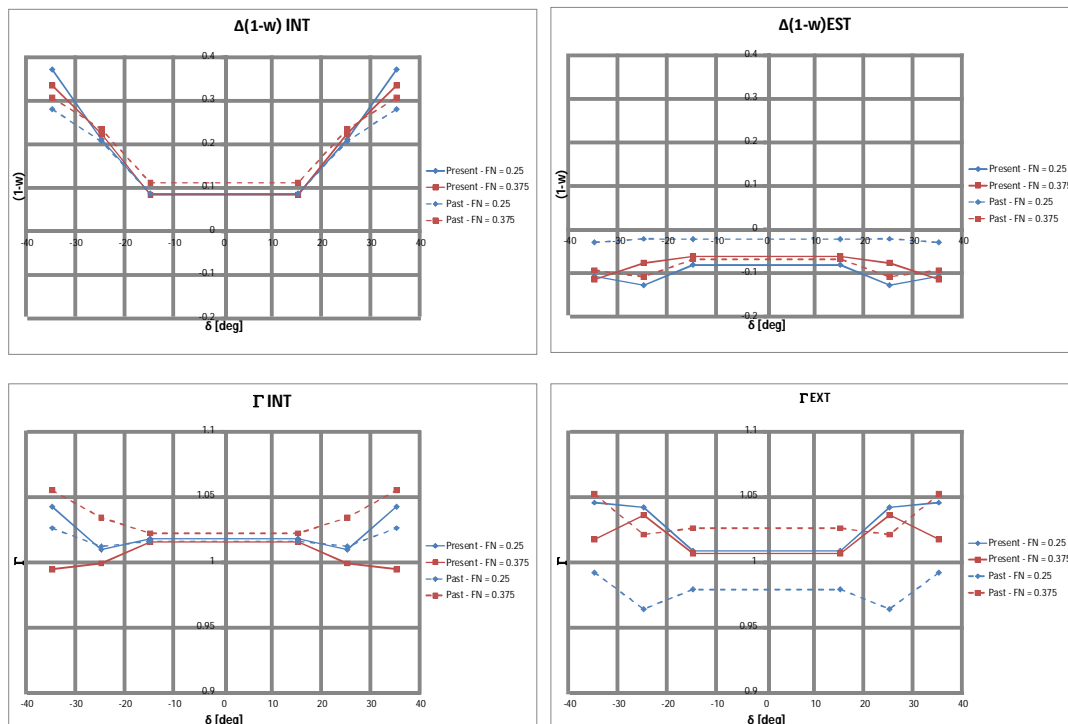 Δ(1-w) INT
0.4
0.3
0.2
0.1
0
-0.1
-0.2
-40
-30
-20
-10
0
10
20
30
40
(1-w)
δ [deg]
Present - FN = 0.25
Present - FN = 0.375
Past - FN = 0.25
Past - FN = 0.375
Δ(1-w)EST
0.4
0.3
0.2
0.1
0
-0.1
-0.2
-40
-30
-20
-10
0
10
20
30
40
(1-w)
δ [deg]
Present - FN = 0.25
Present - FN = 0.375
Past - FN = 0.25
Past - FN = 0.375
Γ INT
1.1
1.05
1
0.95
0.9
-40
-30
-20
-10
0
10
20
30
40
Γ
δ [deg]
Present - FN = 0.25
Present - FN = 0.375
Past - FN = 0.25
Past - FN = 0.375
Γ EXT
1.1
1.05
1
0.95
0.9
-40
-30
-20
-10
0
10
20
30
40
Γ
δ [deg]
Present - FN = 0.25
Present - FN = 0.375
Past - FN = 0.25
Past - FN = 0.375